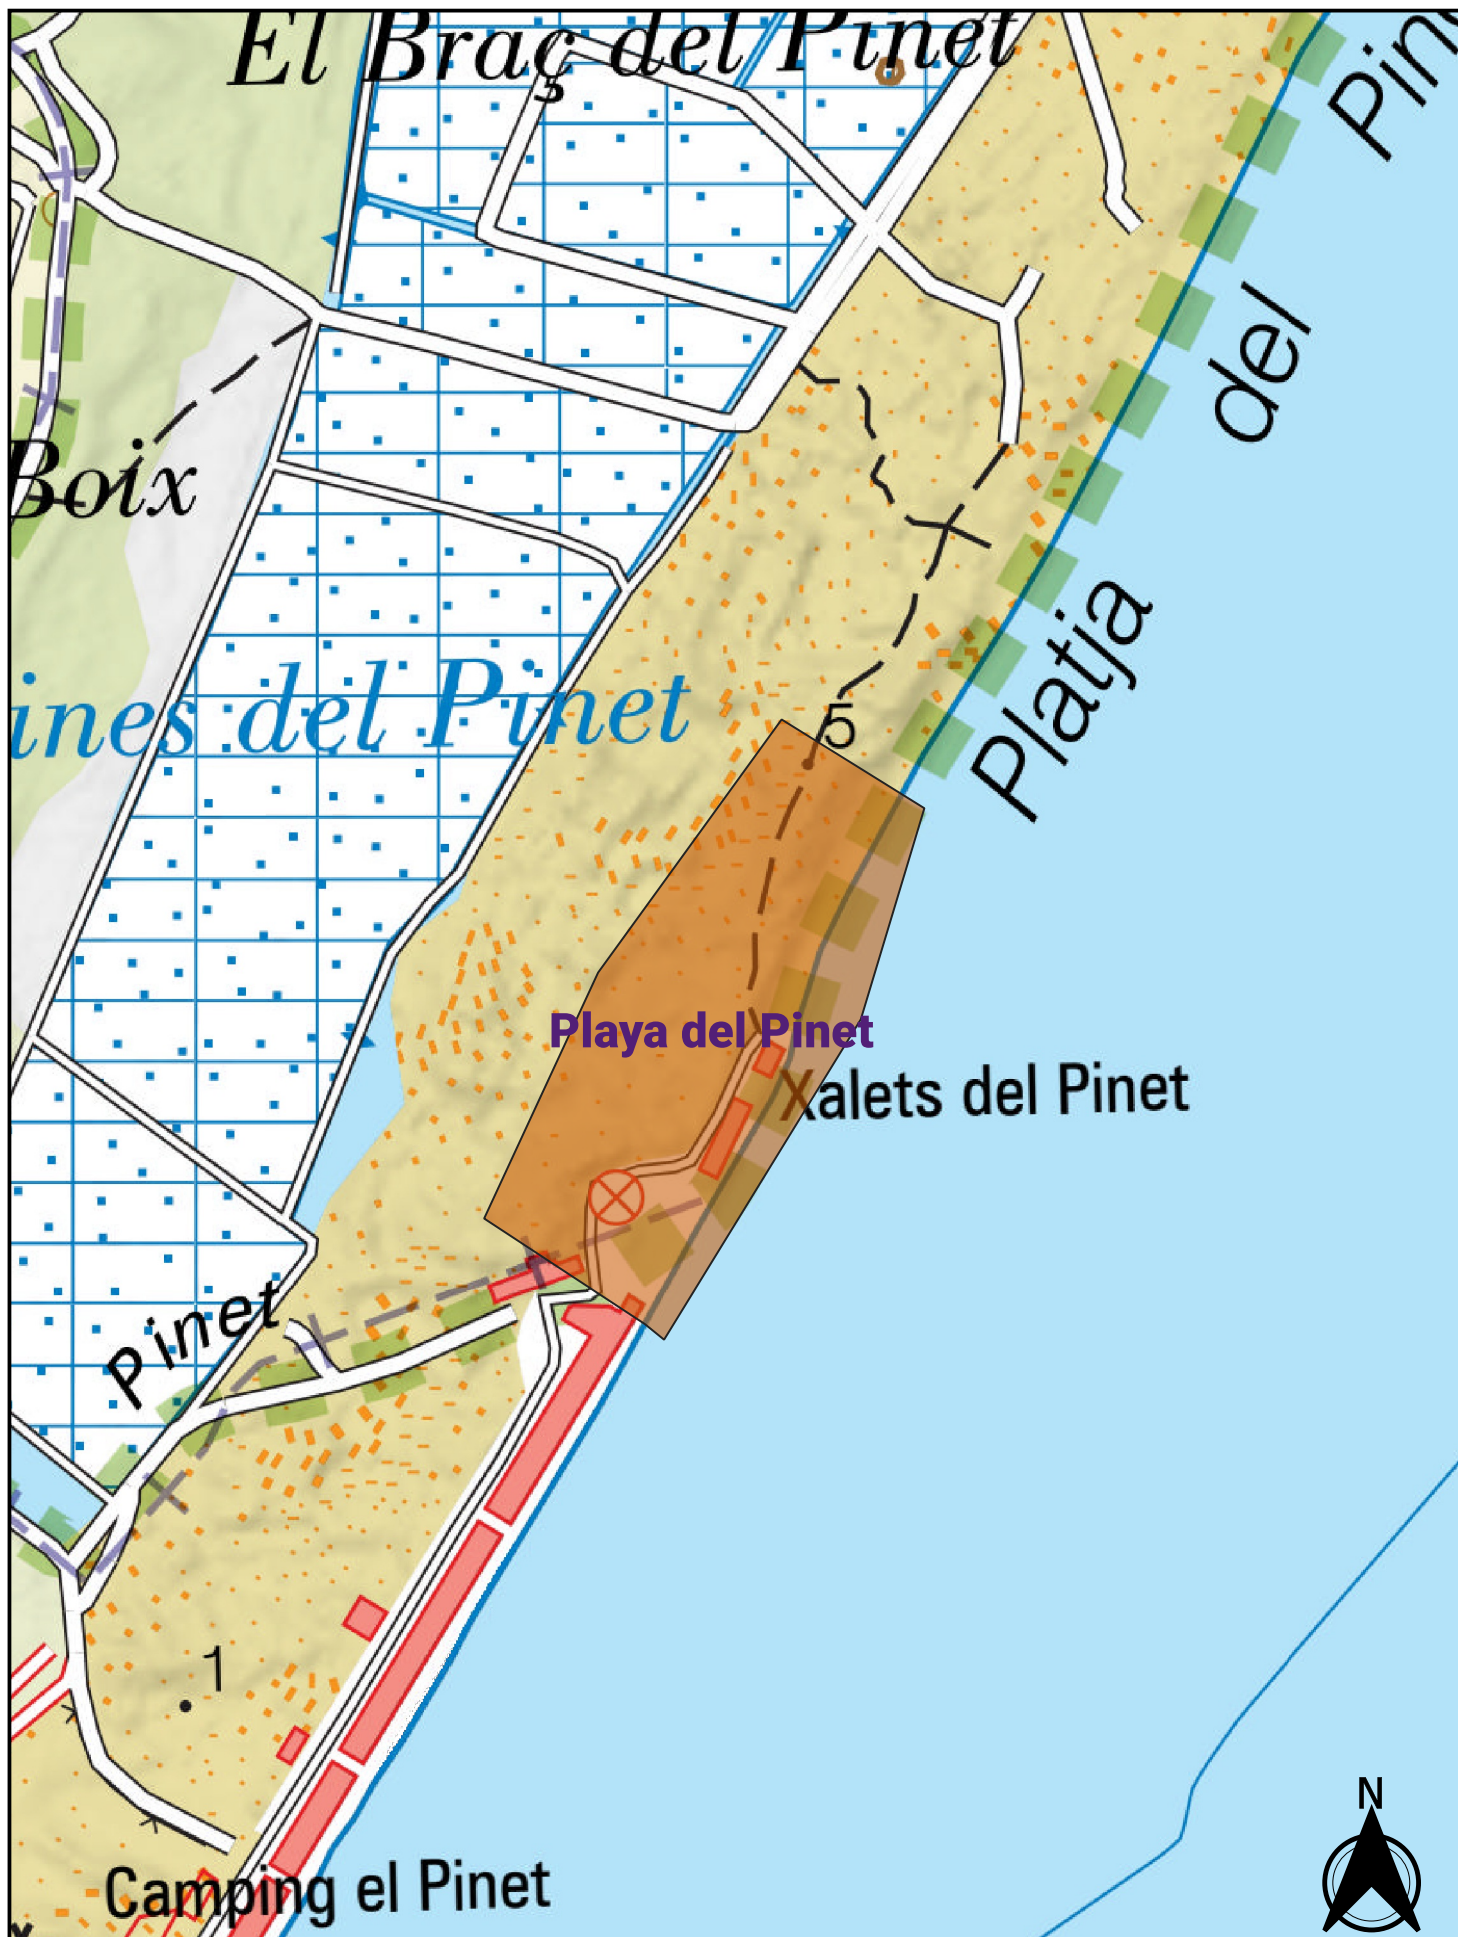 El Braç del Pinet
Pin
del
Platja
Boix
ines del Pinet
5
Playa del Pinet
Xalets del Pinet
Pinet
1
N
Camping el Pinet